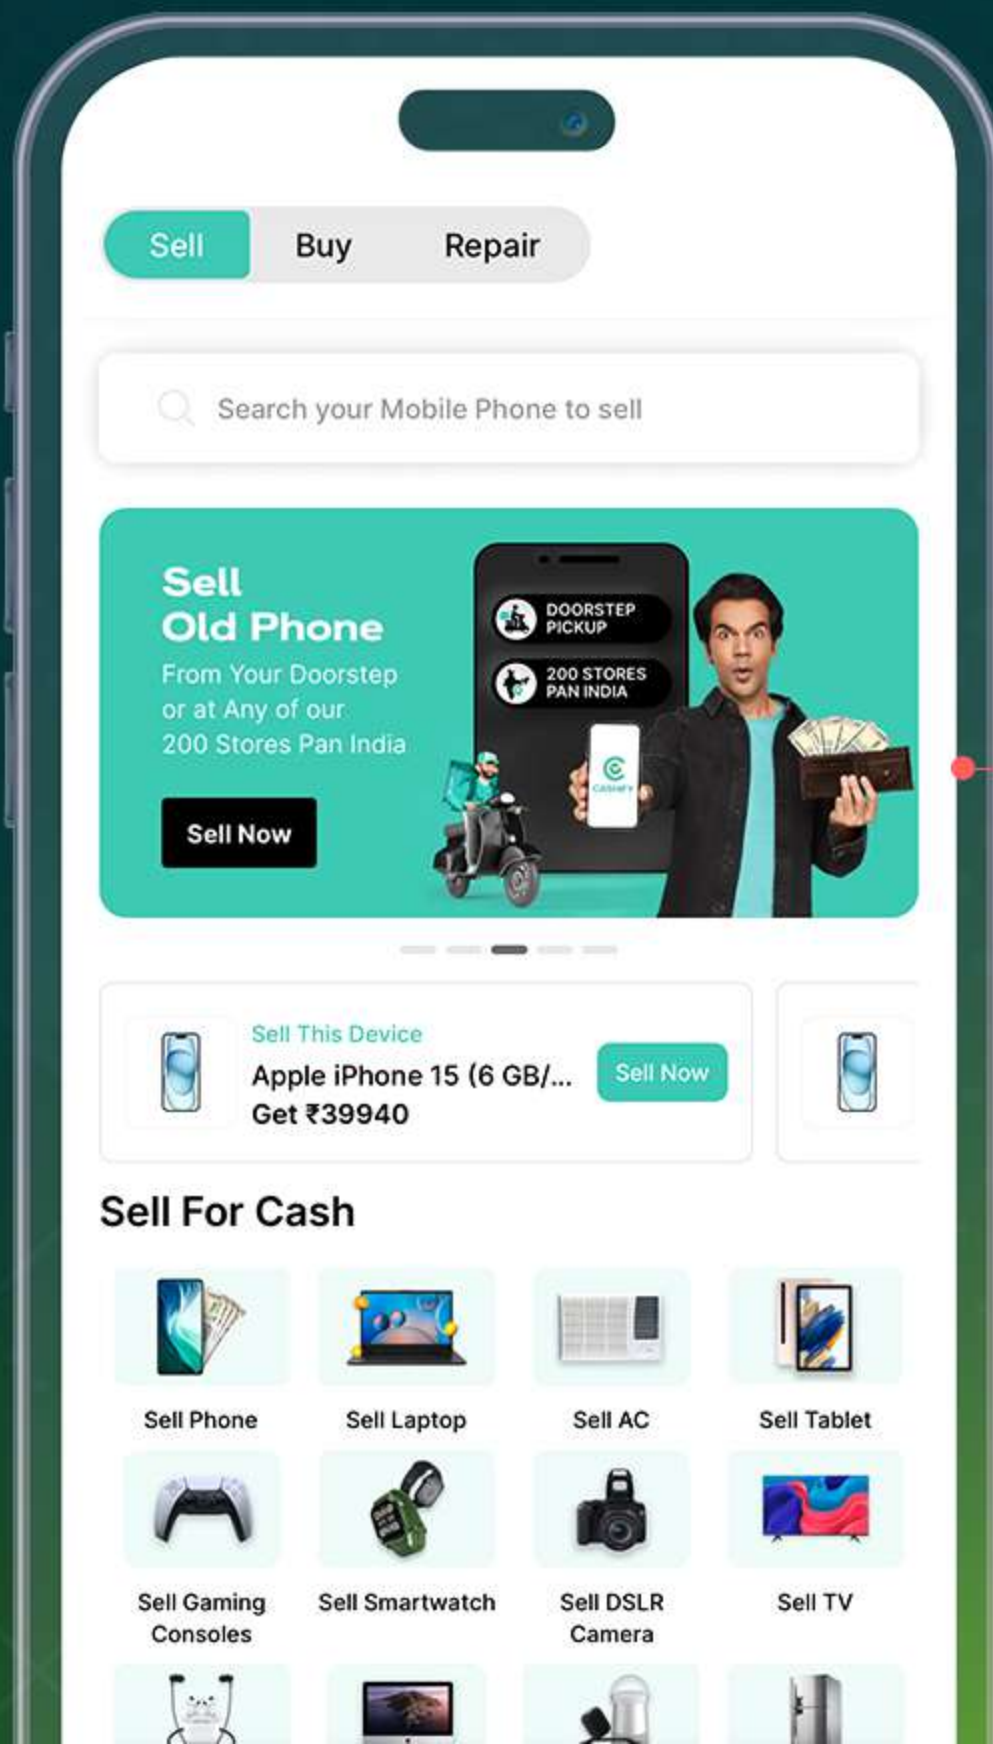 Sell Buy Repair
Search your Mobile Phone to sell
Sell
Old Phone
From Your Doorstep
or at Any of our
200 Stores Pan India
Sell Now
DOORSTEP
PICKUP
200 STORES
PAN INDIA
CASHIFY
Sell This Device
Apple iPhone 15 (6 GB/...
Get ₹39940
Sell Now
Sell For Cash
Sell Phone
Sell Laptop
Sell AC
Sell Tablet
Sell Gaming
Consoles
Sell Smartwatch
Sell DSLR
Camera
Sell TV